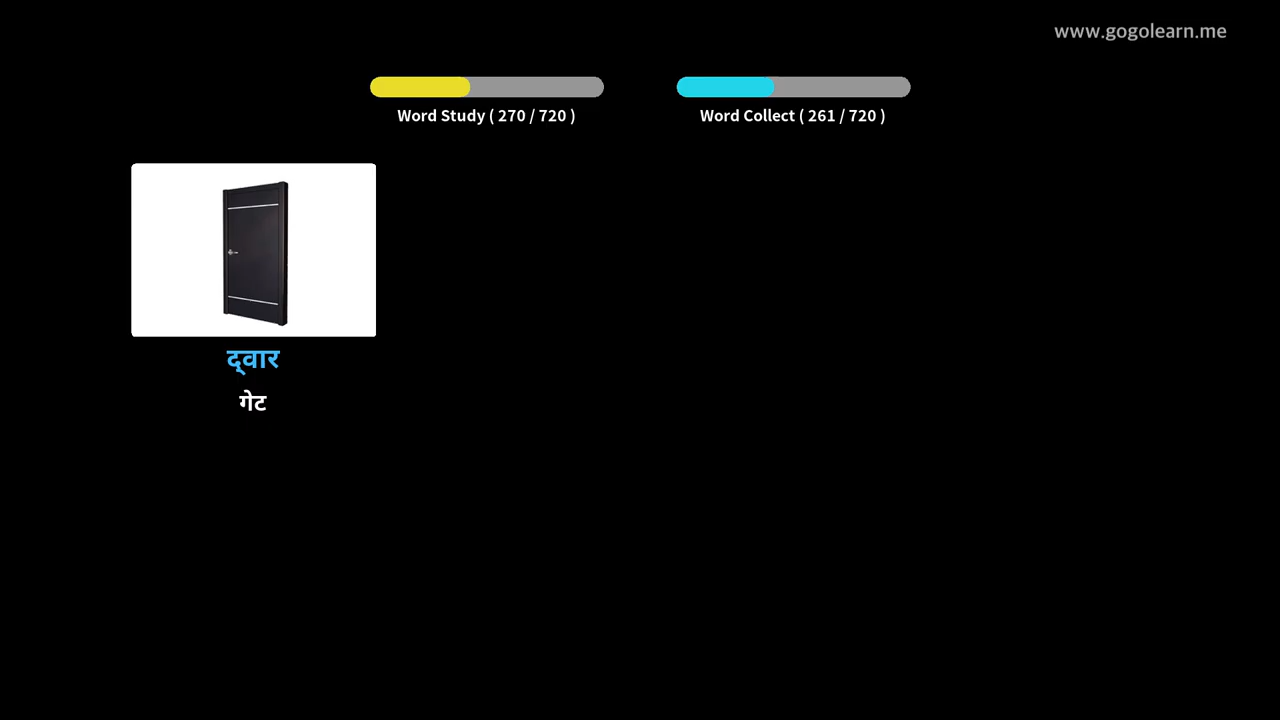 www.gogolearn.me
Word Study ( 270 / 720 )
Word Collect ( 261 / 720 )
द्वार
गेट